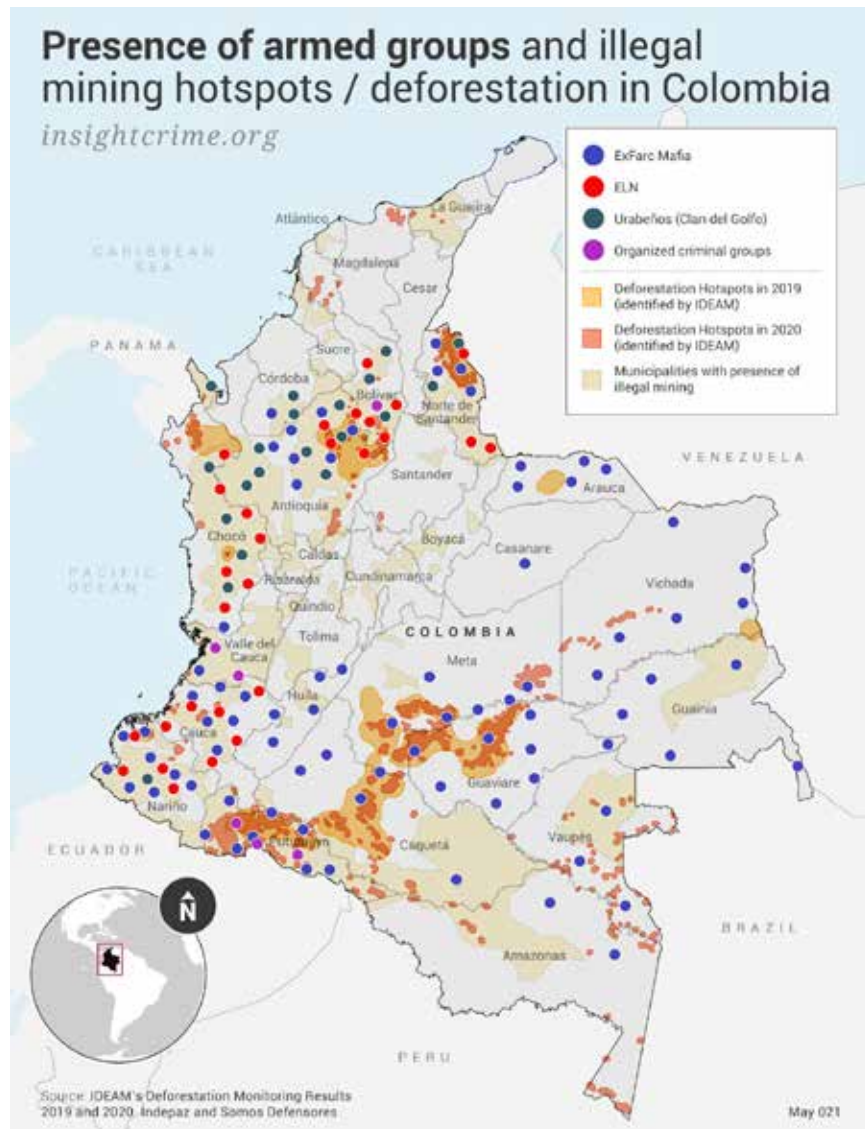 Presence of armed groups and illegal
mining hotspots / deforestation in Colombia
insightcrime.org
ExFarc Mafia
ELN
Urabeños (Clan del Golfo)
Organized criminal groups
Deforestation Hotspots in 2019
(identified by IDEAM)
Deforestation Hotspots in 2020
(identified by IDEAM)
Municipalities with presence of
illegal mining
La Guajira
Atlántico
CARIBBEAN
SEA
Magdalena
Cesar
PANAMA
Sucre
Córdoba
Bolívar
Norte de
Santander
VENEZUELA
Santander
Arauca
Antioquia
Chocó
Boyacá
Caldas
Casanare
PACIFIC
OCEAN
Risaralda
Cundinamarca
Vichada
Quindío
Tolima
COLOMBIA
Valle del
Cauca
Meta
Huila
Guainía
Cauca
Guaviare
Nariño
Putumayo
Caquetá
Vaupés
ECUADOR
N
BRAZIL
Amazonas
PERU
Source: IDEAM's Deforestation Monitoring Results
2019 and 2020. Indepaz and Somos Defensores
May 021